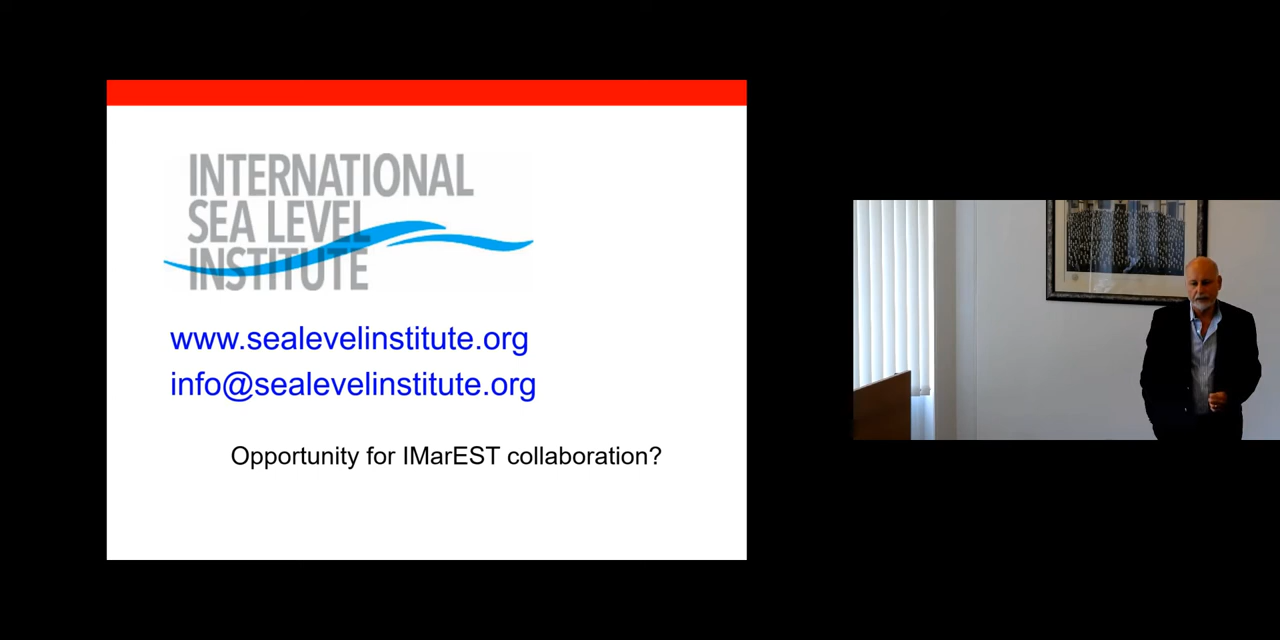 INTERNATIONAL
SEA LEVEL
INSTITUTE
www.sealevelinstitute.org
info@sealevelinstitute.org
Opportunity for IMarEST collaboration?